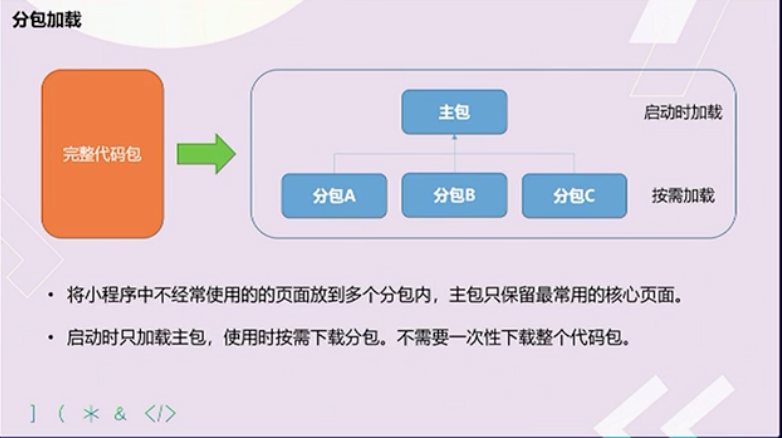 分包加载
完整代码包
主包
启动时加载
分包A
分包B
分包C
按需加载
• 将小程序中不经常使用的的页面放到多个分包内，主包只保留最常用的核心页面。
• 启动时只加载主包，使用时按需下载分包。不需要一次性下载整个代码包。
] ( * & </>